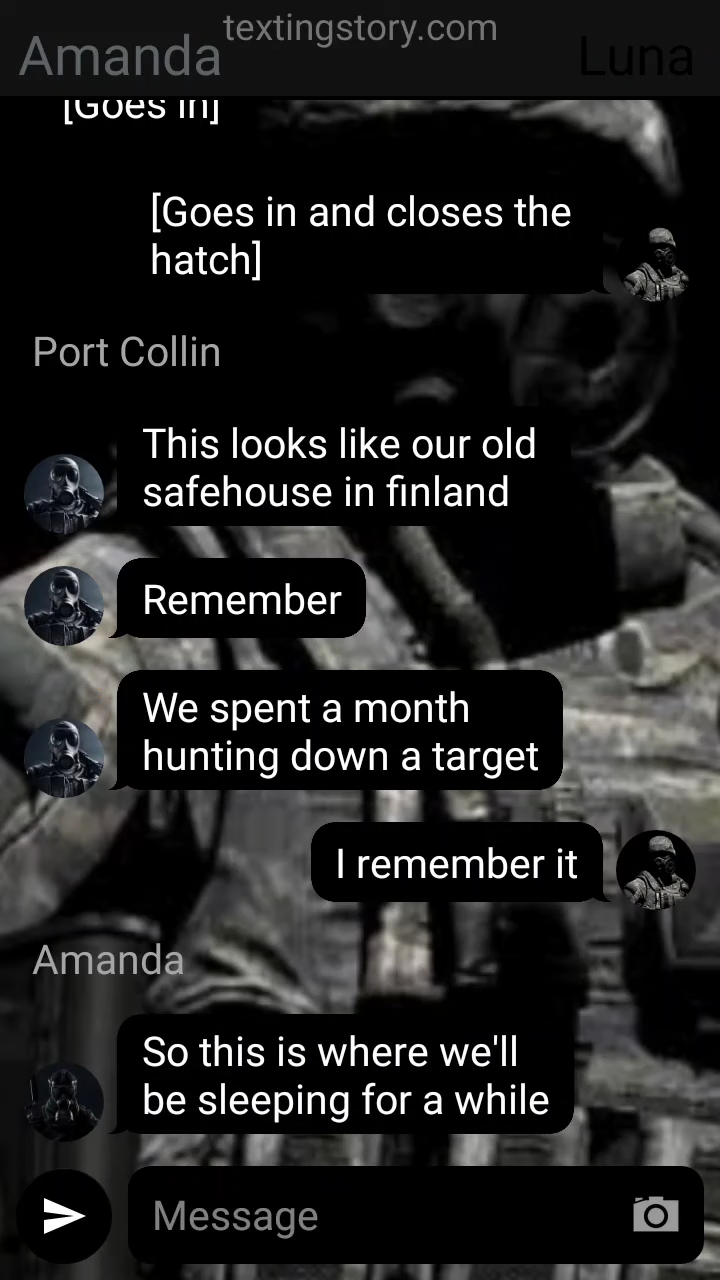 textingstory.com
Amanda
Luna
[Goes in]
[Goes in and closes the
hatch]
Port Collin
This looks like our old
safehouse in finland
Remember
We spent a month
hunting down a target
I remember it
Amanda
So this is where we'll
be sleeping for a while
Message